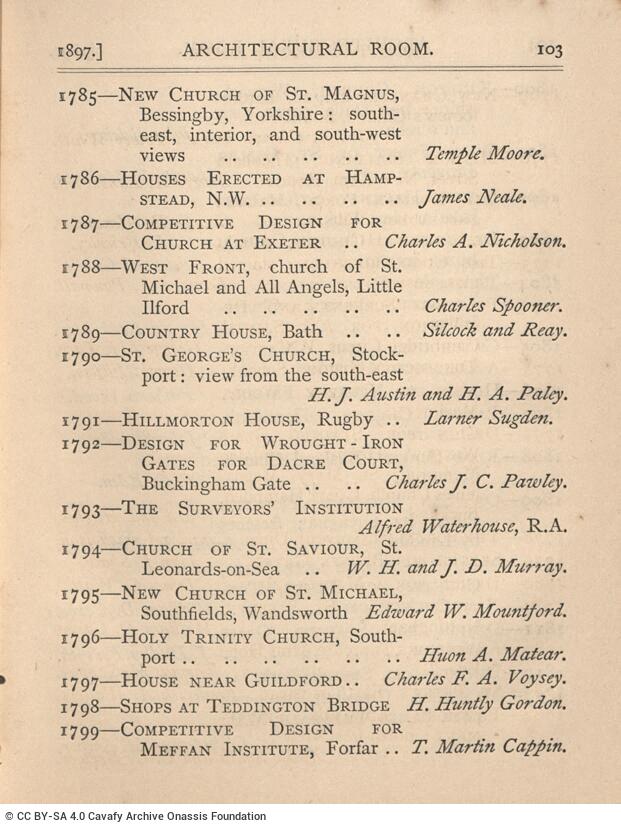 1897.] ARCHITECTURAL ROOM. 103
1785—NEW CHURCH OF ST. MAGNUS,
Bessingby, Yorkshire: south-
east, interior, and south-west
views .. .. .. .. .. Temple Moore.
1786—HOUSES ERECTED AT HAMP-
STEAD, N.W. .. .. .. .. James Neale.
1787—COMPETITIVE DESIGN FOR
CHURCH AT EXETER .. Charles A. Nicholson.
1788—WEST FRONT, church of St.
Michael and All Angels, Little
Ilford .. .. .. .. .. Charles Spooner.
1789—COUNTRY HOUSE, Bath .. .. Silcock and Reay.
1790—ST. GEORGE'S CHURCH, Stock-
port: view from the south-east
H. J. Austin and H. A. Paley.
1791—HILLMORTON HOUSE, Rugby .. Larner Sugden.
1792—DESIGN FOR WROUGHT-IRON
GATES FOR DACRE COURT,
Buckingham Gate .. .. Charles J. C. Pawley.
1793—THE SURVEYORS' INSTITUTION
Alfred Waterhouse, R.A.
1794—CHURCH OF ST. SAVIOUR, St.
Leonards-on-Sea .. W. H. and J. D. Murray.
1795—NEW CHURCH OF ST. MICHAEL,
Southfields, Wandsworth Edward W. Mountford.
1796—HOLY TRINITY CHURCH, South-
port .. .. .. .. .. .. Huon A. Matear.
1797—HOUSE NEAR GUILDFORD .. Charles F. A. Voysey.
1798—SHOPS AT TEDDINGTON BRIDGE H. Huntly Gordon.
1799—COMPETITIVE DESIGN FOR
MEFFAN INSTITUTE, Forfar .. T. Martin Cappin.
© CC BY-SA 4.0 Cavafy Archive Onassis Foundation